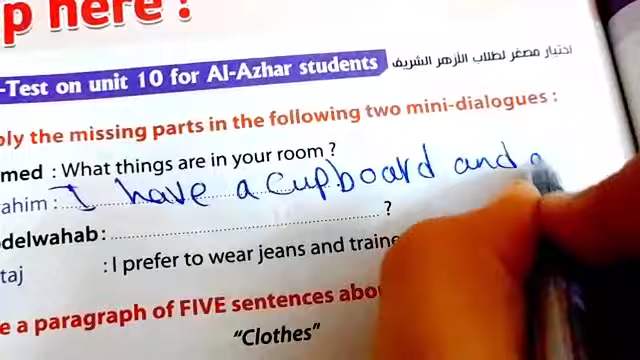 p here !
-Test on unit 10 for Al-Azhar students اختبار مصغر لطلاب الأزهر الشريف
ply the missing parts in the following two mini-dialogues :
med : What things are in your room ?
ahim : I have a cupboard and
delwahab : ?
taj : I prefer to wear jeans and traine
e a paragraph of FIVE sentences abo
“Clothes”